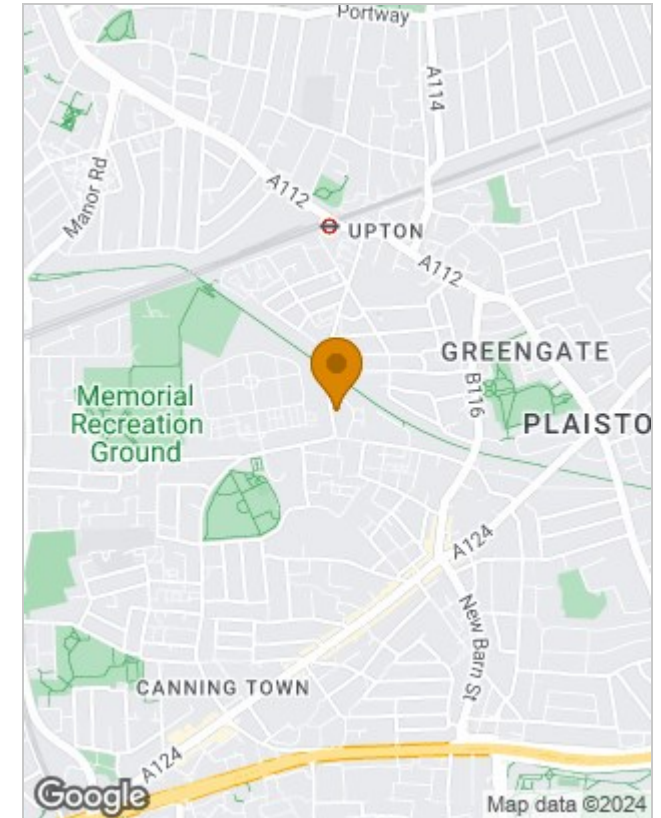 Portway
A114
Manor Rd
A112
UPTON
A112
GREENGATE
B116
PLAISTO
Memorial
Recreation
Ground
A124
New Barn St
CANNING TOWN
A124
Google
Map data ©2024